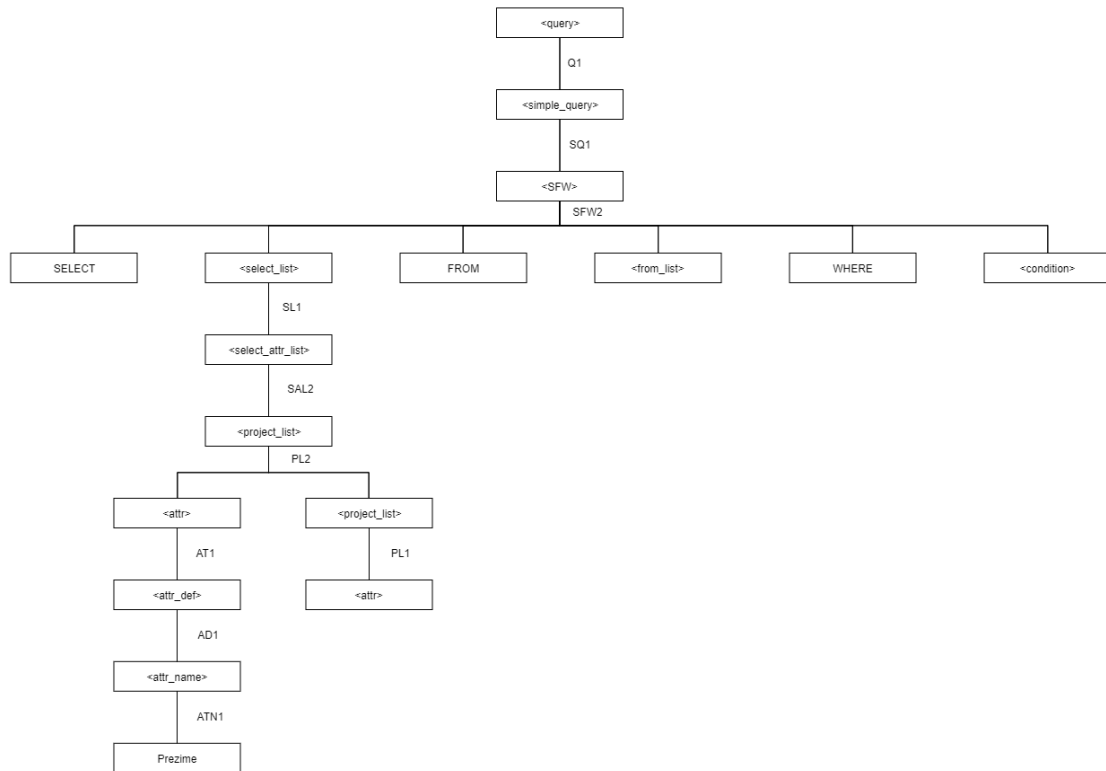 <query>
Q1
<simple_query>
SQ1
<SFW>
SFW2
SELECT
<select_list>
FROM
<from_list>
WHERE
<condition>
SL1
<select_attr_list>
SAL2
<project_list>
PL2
<attr>
<project_list>
AT1
PL1
<attr_def>
<attr>
AD1
<attr_name>
ATN1
Prezime